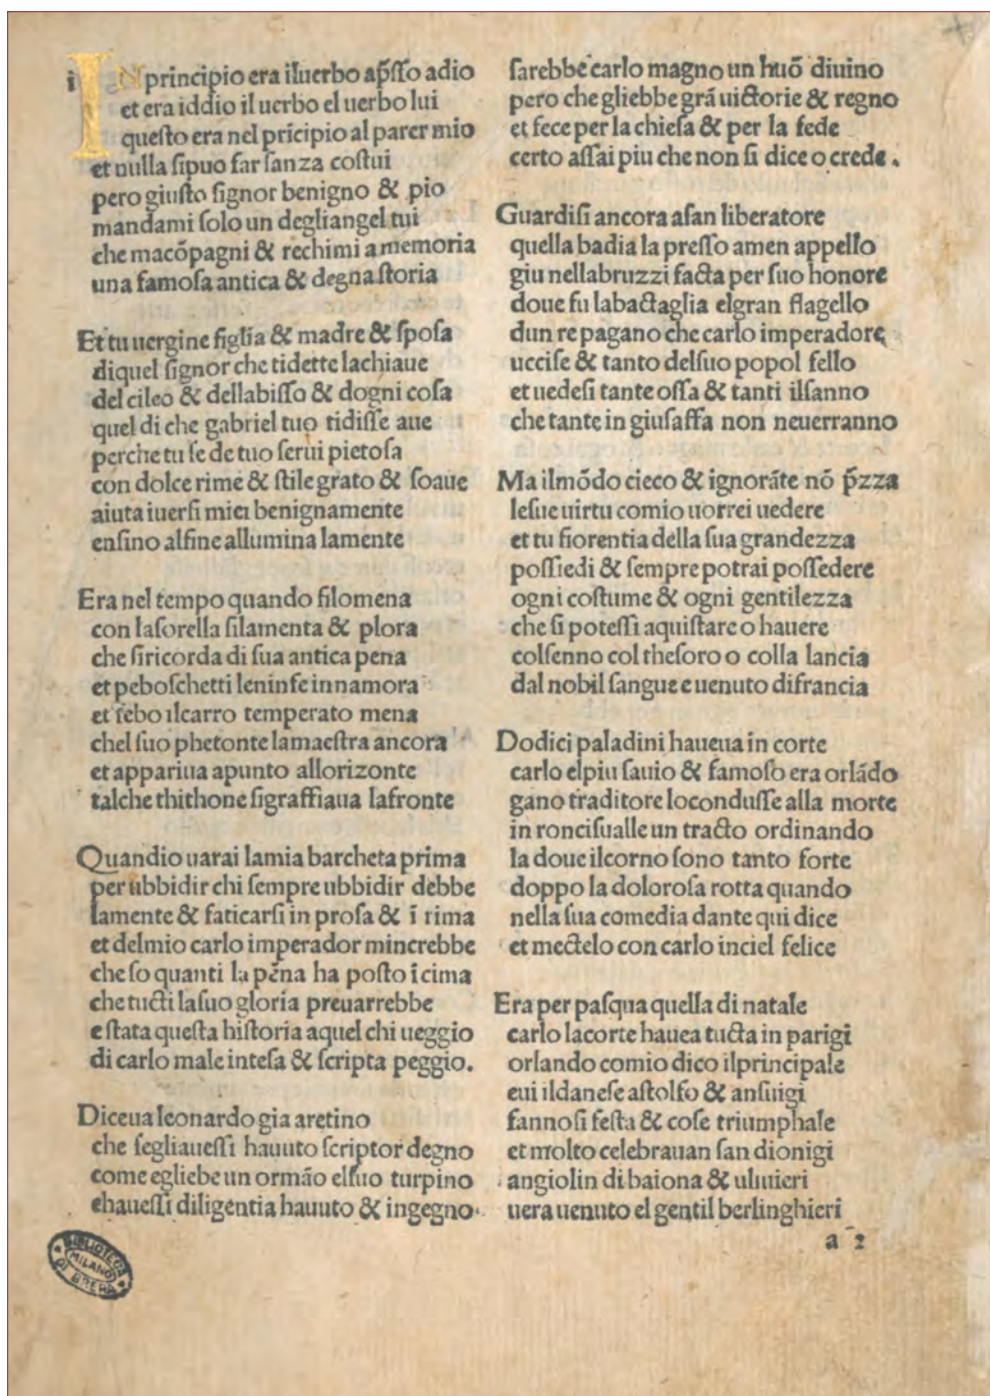 IN principio era iluerbo ap̄ſſo adio
et era iddio il uerbo el uerbo lui
queſto era nel prīcipio al parer mio
et nulla ſipuo far ſanza coſtui
pero giuſto ſignor benigno & pio
mandami ſolo un degliangel tui
che macōpagni & rechimi amemoria
una famoſa antica & degna ſtoria
Et tu uergine figlia & madre & ſpoſa
diquel ſignor che tidette lachiaue
del cileo & dellabiſſo & dogni coſa
quel di che gabriel tuo tidiſſe aue
perche tu ſe de tuo ſerui pietoſa
con dolce rime & ſtile grato & ſoaue
aiuta iuerſi miei benignamente
enſino alfine allumina lamente
Era nel tempo quando filomena
con laſorella ſilamenta & plora
che ſiricorda di ſua antica pena
et peboſchetti leninfe innamora
et febo ilcarro temperato mena
chel ſuo phetonte lamaeſtra ancora
et appariua apunto allorizonte
talche thithone ſigraffiaua lafronte
Quandio uarai lamia barcheta prima
per ubbidir chi ſempre ubbidir debbe
lamente & faticarſi in proſa & ī rima
et delmio carlo imperador mincrebbe
che ſo quanti la pēna ha poſto īcima
che tucti laſuo gloria preuarrebbe
e ſtata queſta hiſtoria aquel chi ueggio
di carlo male inteſa & ſcripta peggio.
Diceua leonardo gia aretino
che ſegliaueſſi hauuto ſcriptor degno
come egliebe un ormāo elſuo turpino
chaueſſi diligentia hauuto & ingegno
ſarebbe carlo magno un huō diuino
pero che gliebbe grā uictorie & regno
et fece per la chieſa & per la fede
certo aſſai piu che non ſi dice o crede.
Guardiſi ancora aſan liberatore
quella badia la preſſo amen appello
giu nellabruzzi facta per ſuo honore
doue fu labactaglia elgran flagello
dun re pagano che carlo imperadore
ucciſe & tanto delſuo popol fello
et uedeſi tante oſſa & tanti ilſanno
che tante in giuſaffa non neuerranno
Ma ilmōdo cieco & ignorāte nō p̄zza
leſue uirtu comio uorrei uedere
et tu fiorentia della ſua grandezza
poſſiedi & ſempre potrai poſſedere
ogni coſtume & ogni gentilezza
che ſi poteſſi aquiſtare o hauere
colſenno col theſoro o colla lancia
dal nobil ſangue e uenuto difrancia
Dodici paladini haueua in corte
carlo elpiu ſauio & famoſo era orlādo
gano traditore loconduſſe alla morte
in ronciſualle un tracto ordinando
la doue ilcorno ſono tanto forte
doppo la doloroſa rotta quando
nella ſua comedia dante qui dice
et mectelo con carlo inciel felice
Era per paſqua quella di natale
carlo lacorte hauea tucta in parigi
orlando comio dico ilprincipale
eui ildaneſe aſtolfo & anſuigi
fannoſi feſta & coſe triumphale
et molto celebrauan ſan dionigi
angiolin di baiona & uliuieri
uera uenuto el gentil berlinghieri
a 2
BIBLIOTECA
MILANO
DI BRERA